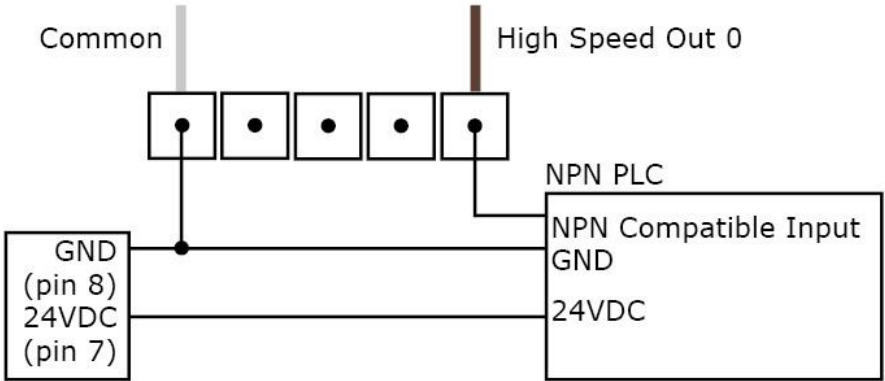 Common
High Speed Out 0
NPN PLC
NPN Compatible Input
GND
24VDC
GND
(pin 8)
24VDC
(pin 7)